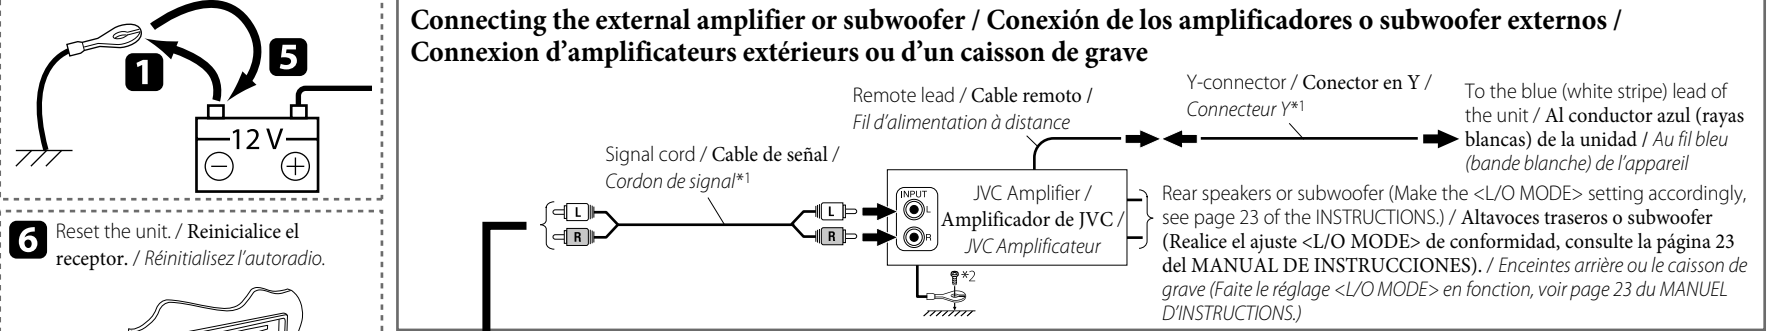 1
5
12 V
− +
6
Reset the unit. / Reinicialice el
receptor. / Réinitialisez l'autoradio.
Connecting the external amplifier or subwoofer / Conexión de los amplificadores o subwoofer externos /
Connexion d'amplificateurs extérieurs ou d'un caisson de grave
Remote lead / Cable remoto /
Fil d'alimentation à distance
Y-connector / Conector en Y /
Connecteur Y*1
To the blue (white stripe) lead of
the unit / Al conductor azul (rayas
blancas) de la unidad / Au fil bleu
(bande blanche) de l'appareil
Signal cord / Cable de señal /
Cordon de signal*1
L
R
L
R
INPUT
L
R
JVC Amplifier /
Amplificador de JVC /
JVC Amplificateur
*2
Rear speakers or subwoofer (Make the <L/O MODE> setting accordingly,
see page 23 of the INSTRUCTIONS.) / Altavoces traseros o subwoofer
(Realice el ajuste <L/O MODE> de conformidad, consulte la página 23
del MANUAL DE INSTRUCCIONES). / Enceintes arrière ou le caisson de
grave (Faite le réglage <L/O MODE> en fonction, voir page 23 du MANUEL
D'INSTRUCTIONS.)